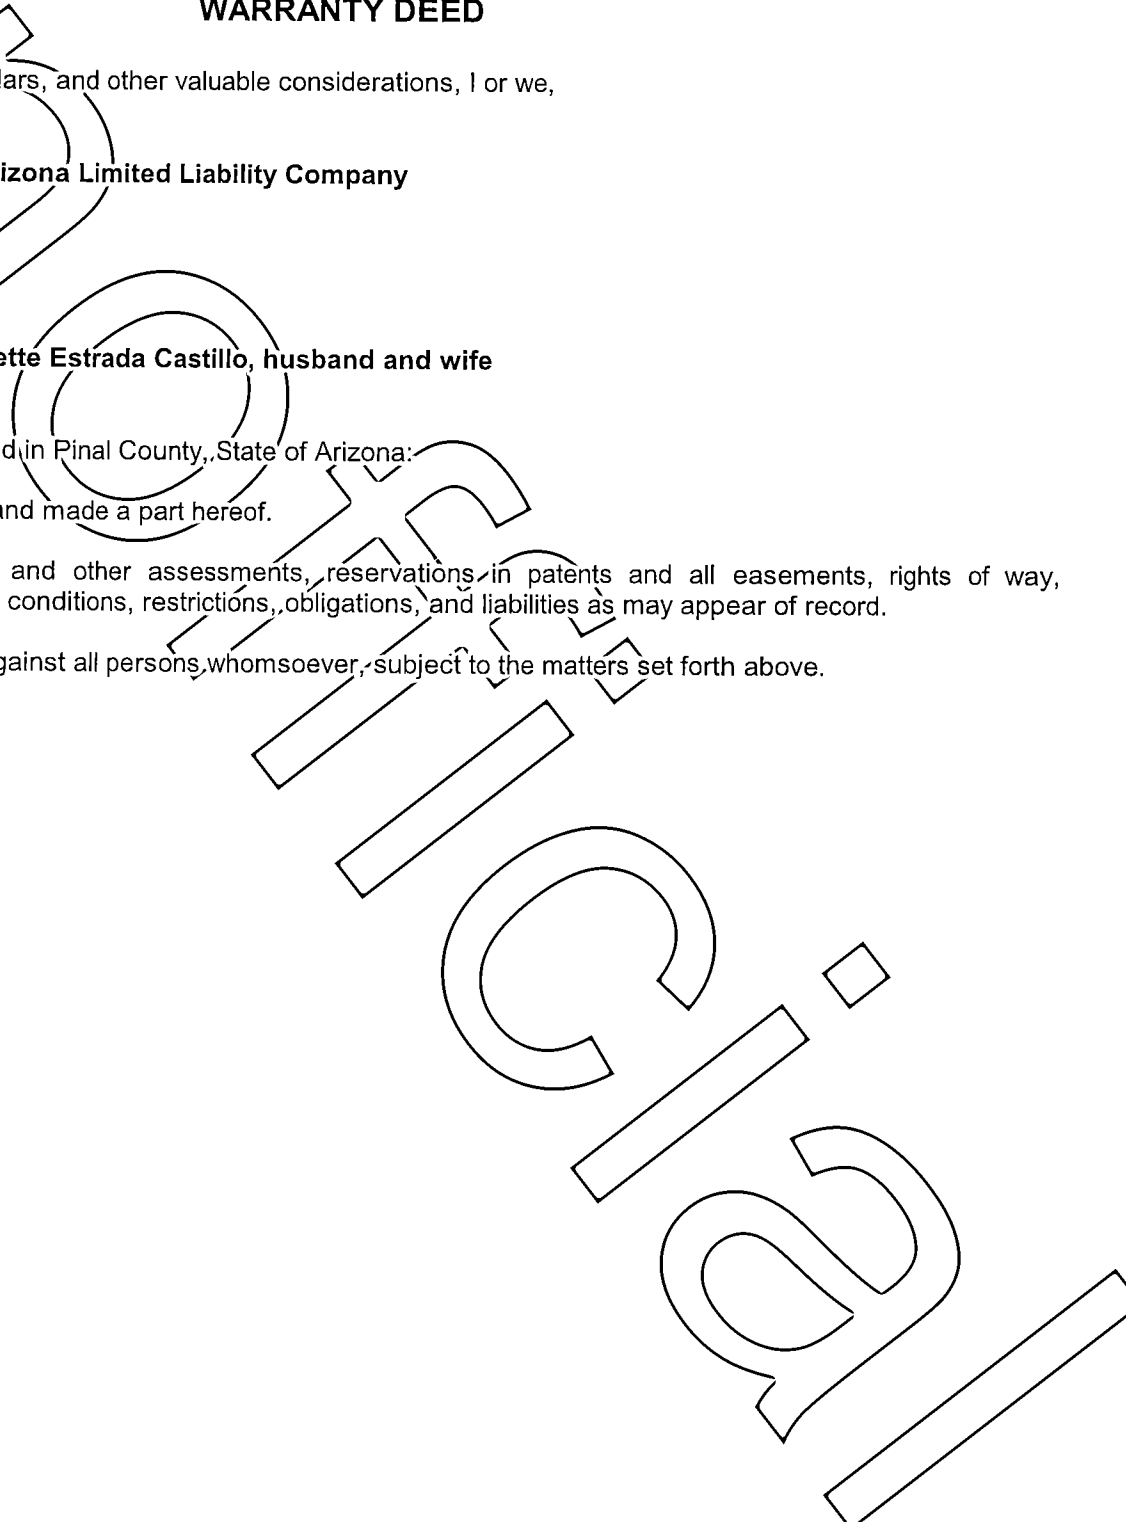 WARRANTY DEED
lars, and other valuable considerations, I or we,
izona Limited Liability Company
ette Estrada Castillo, husband and wife
d in Pinal County, State of Arizona:
and made a part hereof.
and other assessments, reservations in patents and all easements, rights of way,
conditions, restrictions, obligations, and liabilities as may appear of record.
gainst all persons whomsoever, subject to the matters set forth above.
official